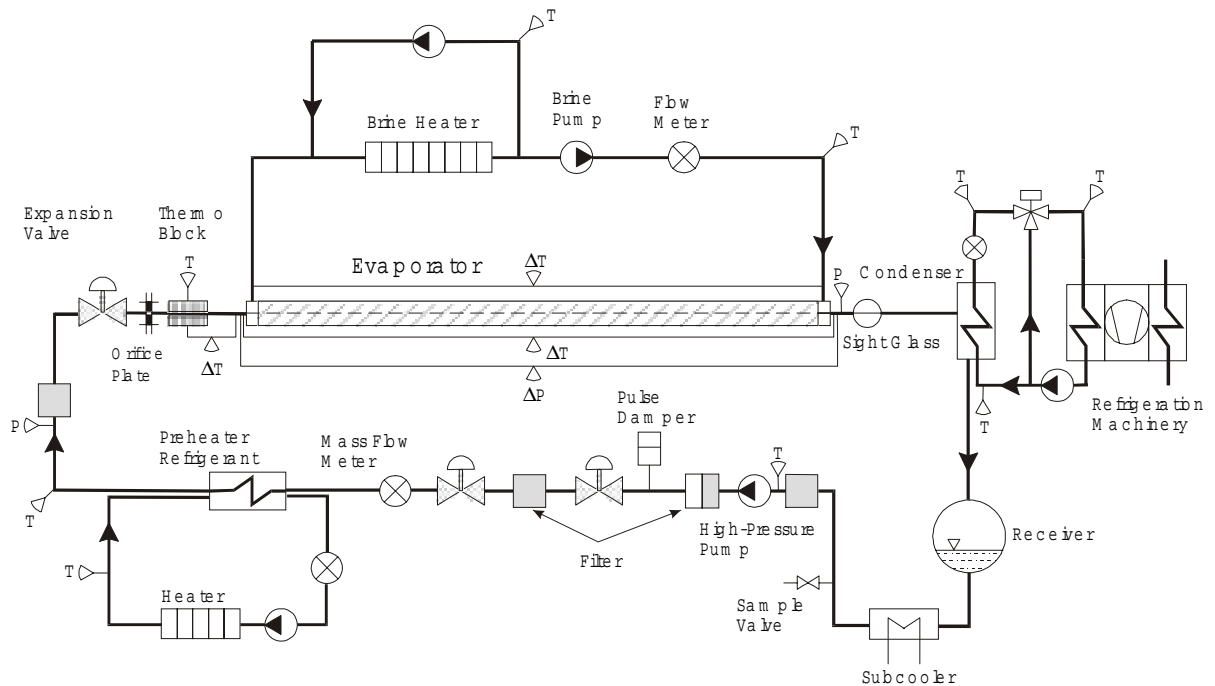 T
Brine
Pump
Flow
Meter
Brine Heater
T
T
T
Expansion
Valve
Thermo
Block
T
Evaporator
ΔT
P
Condenser
Sight Glass
Orifice
Plate
ΔT
ΔT
ΔP
T
Refrigeration
Machinery
Pulse
Damper
P
Preheater
Refrigerant
Mass Flow
Meter
T
T
High-Pressure
Pump
Receiver
Filter
T
Heater
Sample
Valve
Subcooler